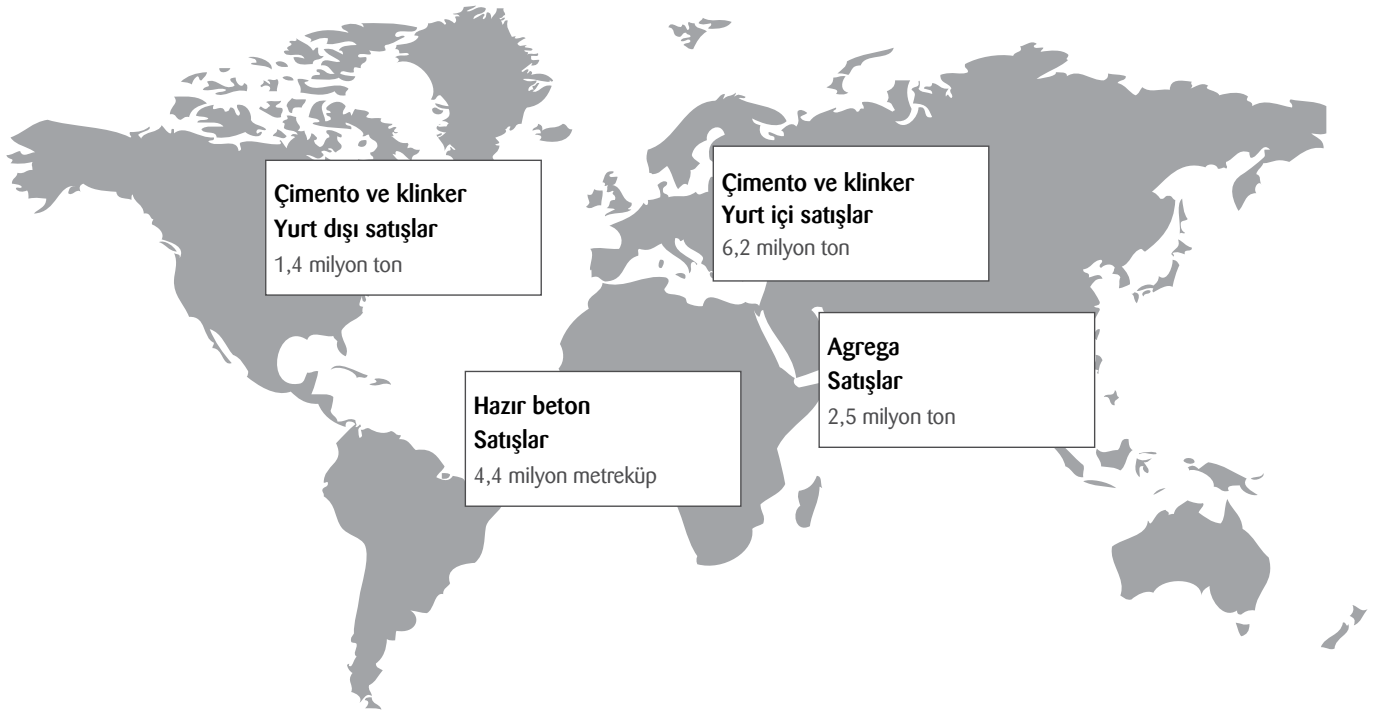 Çimento ve klinker
Yurt dışı satışlar
1,4 milyon ton
Çimento ve klinker
Yurt içi satışlar
6,2 milyon ton
Agrega
Satışlar
2,5 milyon ton
Hazır beton
Satışlar
4,4 milyon metreküp